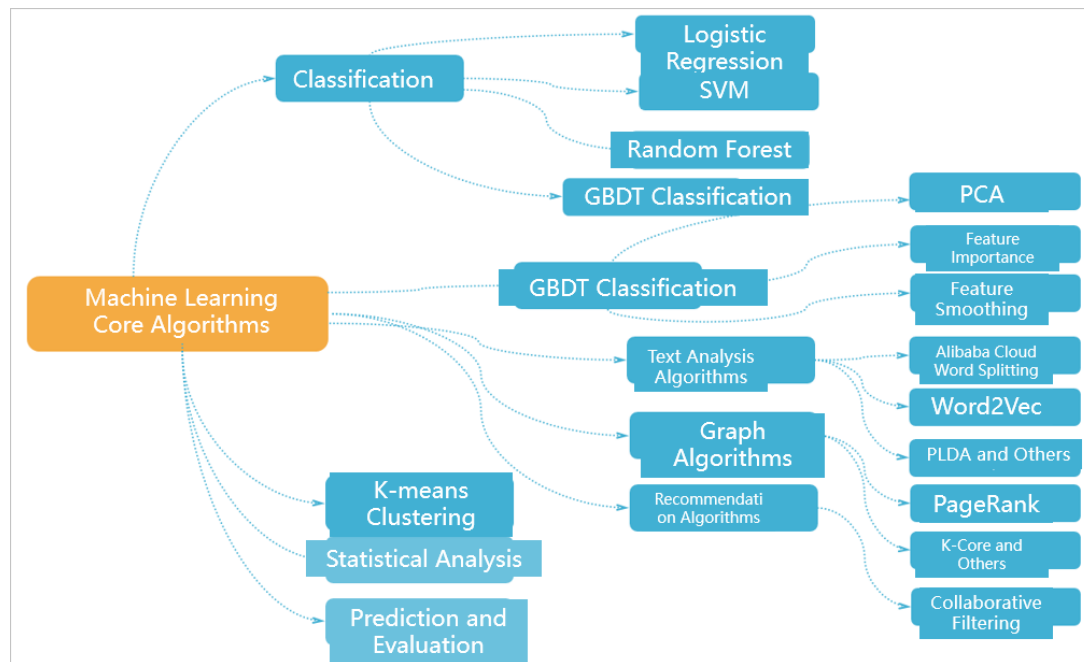 Logistic
Regression
Classification
SVM
Random Forest
GBDT Classification
PCA
Feature
Importance
GBDT Classification
Machine Learning
Core Algorithms
Feature
Smoothing
Text Analysis
Algorithms
Alibaba Cloud
Word Splitting
Word2Vec
Graph
Algorithms
PLDA and Others
K-means
Clustering
Recommendati
on Algorithms
PageRank
Statistical Analysis
K-Core and
Others
Prediction and
Evaluation
Collaborative
Filtering